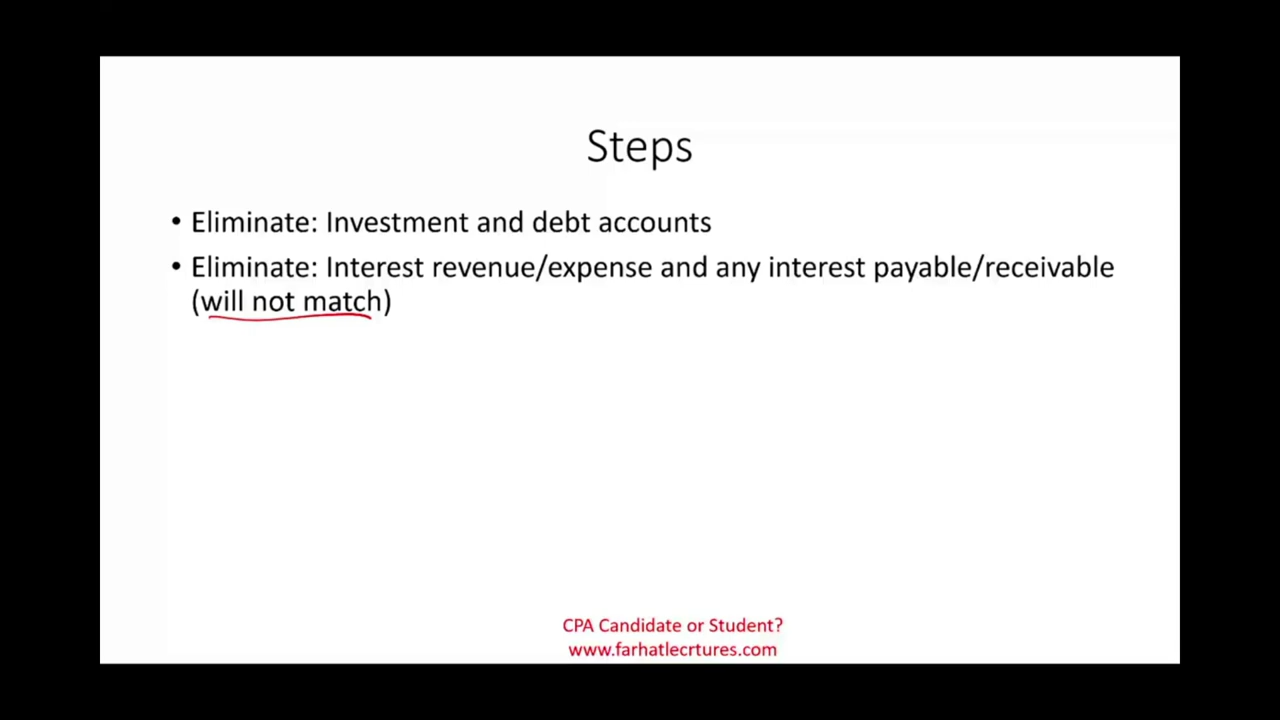 Steps
• Eliminate: Investment and debt accounts
• Eliminate: Interest revenue/expense and any interest payable/receivable
(will not match)
CPA Candidate or Student?
www.farhatlecrtures.com